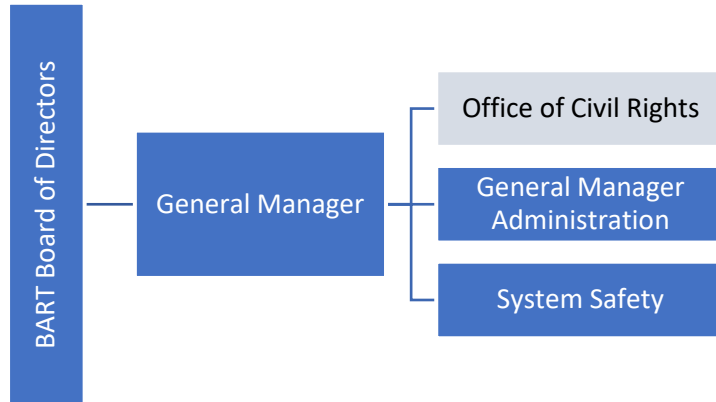 BART Board of Directors
General Manager
Office of Civil Rights
General Manager
Administration
System Safety